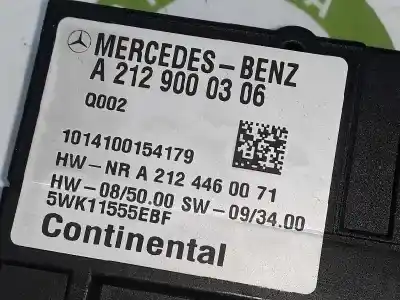 MERCEDES-BENZ
A 212 900 03 06
Q002
1014100154179
HW-NR A 212 446 00 71
HW-08/50.00 SW-09/34.00
5WK11555EBF
Continental